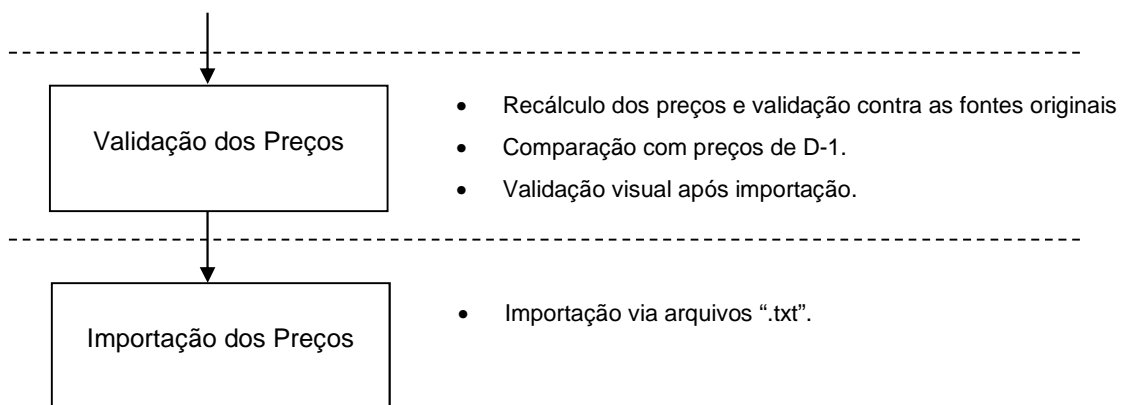 Validação dos Preços
• Recálculo dos preços e validação contra as fontes originais
• Comparação com preços de D-1.
• Validação visual após importação.
Importação dos Preços
• Importação via arquivos “.txt”.